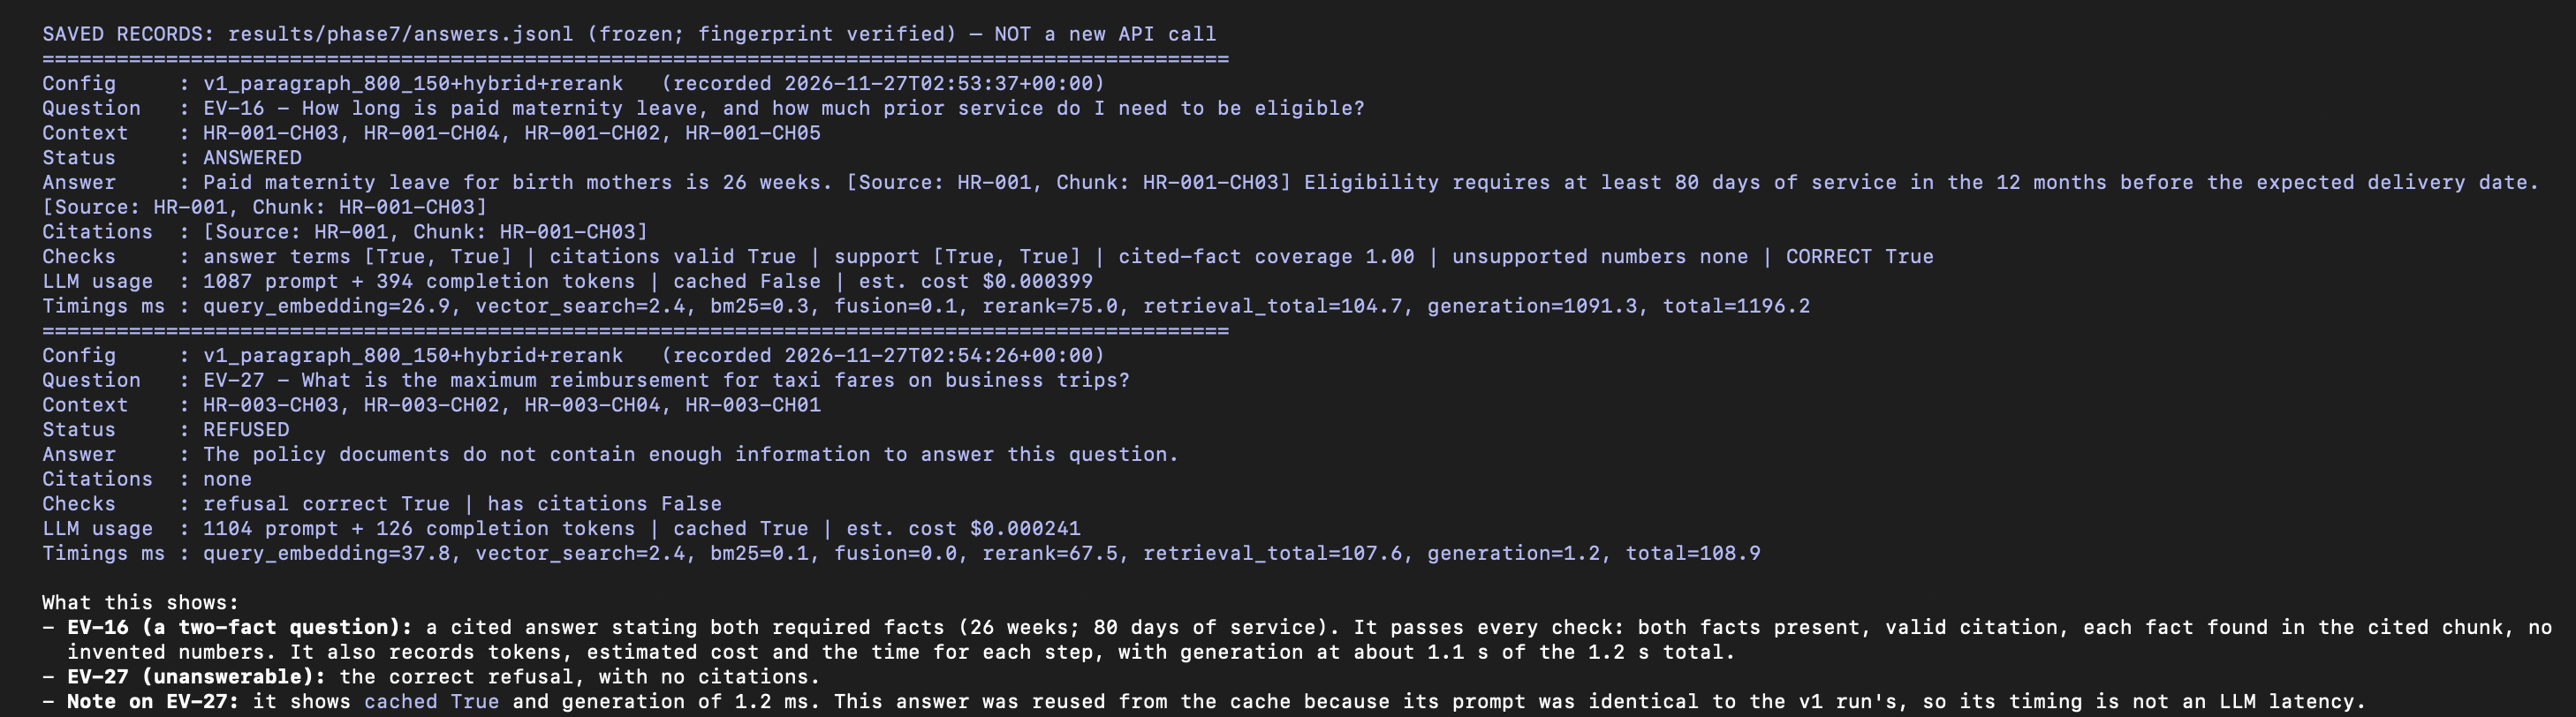 SAVED RECORDS: results/phase7/answers.jsonl (frozen; fingerprint verified) — NOT a new API call
================================================================================================
Config     : v1_paragraph_800_150+hybrid+rerank   (recorded 2026-11-27T02:53:37+00:00)
Question   : EV-16 - How long is paid maternity leave, and how much prior service do I need to be eligible?
Context    : HR-001-CH03, HR-001-CH04, HR-001-CH02, HR-001-CH05
Status     : ANSWERED
Answer     : Paid maternity leave for birth mothers is 26 weeks. [Source: HR-001, Chunk: HR-001-CH03] Eligibility requires at least 80 days of service in the 12 months before the expected delivery date.
[Source: HR-001, Chunk: HR-001-CH03]
Citations  : [Source: HR-001, Chunk: HR-001-CH03]
Checks     : answer terms [True, True] | citations valid True | support [True, True] | cited-fact coverage 1.00 | unsupported numbers none | CORRECT True
LLM usage  : 1087 prompt + 394 completion tokens | cached False | est. cost $0.000399
Timings ms : query_embedding=26.9, vector_search=2.4, bm25=0.3, fusion=0.1, rerank=75.0, retrieval_total=104.7, generation=1091.3, total=1196.2
================================================================================================
Config     : v1_paragraph_800_150+hybrid+rerank   (recorded 2026-11-27T02:54:26+00:00)
Question   : EV-27 - What is the maximum reimbursement for taxi fares on business trips?
Context    : HR-003-CH03, HR-003-CH02, HR-003-CH04, HR-003-CH01
Status     : REFUSED
Answer     : The policy documents do not contain enough information to answer this question.
Citations  : none
Checks     : refusal correct True | has citations False
LLM usage  : 1104 prompt + 126 completion tokens | cached True | est. cost $0.000241
Timings ms : query_embedding=37.8, vector_search=2.4, bm25=0.1, fusion=0.0, rerank=67.5, retrieval_total=107.6, generation=1.2, total=108.9
What this shows:
- EV-16 (a two-fact question): a cited answer stating both required facts (26 weeks; 80 days of service). It passes every check: both facts present, valid citation, each fact found in the cited chunk, no
invented numbers. It also records tokens, estimated cost and the time for each step, with generation at about 1.1 s of the 1.2 s total.
- EV-27 (unanswerable): the correct refusal, with no citations.
- Note on EV-27: it shows cached True and generation of 1.2 ms. This answer was reused from the cache because its prompt was identical to the v1 run's, so its timing is not an LLM latency.